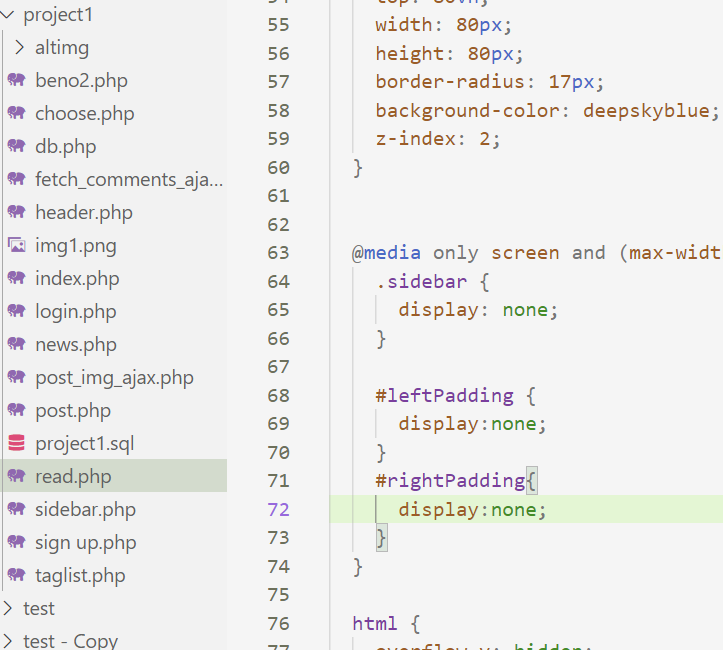 project1
altimg
beno2.php
choose.php
db.php
fetch_comments_aja...
header.php
img1.png
index.php
login.php
news.php
post_img_ajax.php
post.php
project1.sql
read.php
sidebar.php
sign up.php
taglist.php
test
test - Copy
55 width: 80px;
56 height: 80px;
57 border-radius: 17px;
58 background-color: deepskyblue;
59 z-index: 2;
60 }
61
62
63 @media only screen and (max-widt
64 .sidebar {
65 display: none;
66 }
67
68 #leftPadding {
69 display:none;
70 }
71 #rightPadding{
72 display:none;
73 }
74 }
75
76 html {